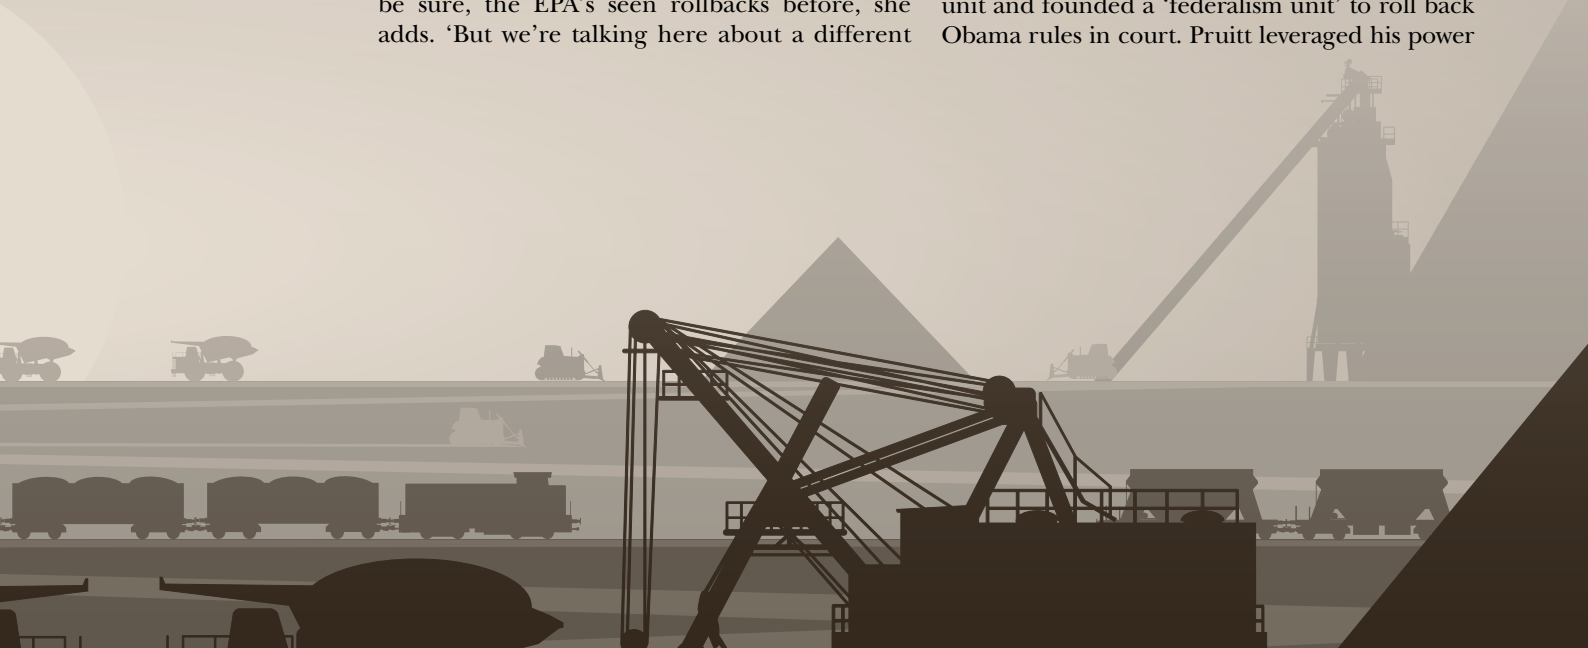 be sure, the EPA's seen rollbacks before, she
adds. ‘But we're talking here about a different
unit and founded a ‘federalism unit’ to roll back
Obama rules in court. Pruitt leveraged his power